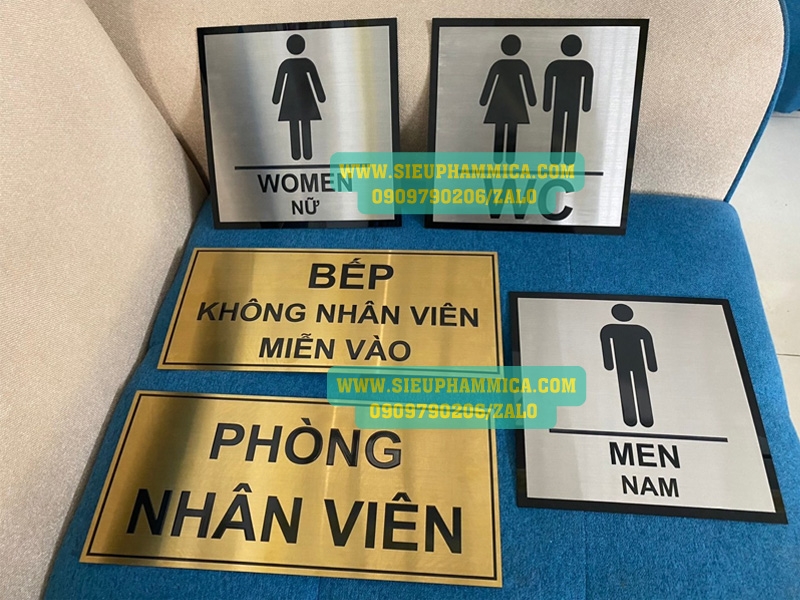 WOMEN
NỮ
WC
WWW.SIEUPHAMMICA.COM
0909790206/ZALO
BẾP
KHÔNG NHÂN VIÊN
MIỄN VÀO
WWW.SIEUPHAMMICA.COM
0909790206/ZALO
PHÒNG
NHÂN VIÊN
MEN
NAM